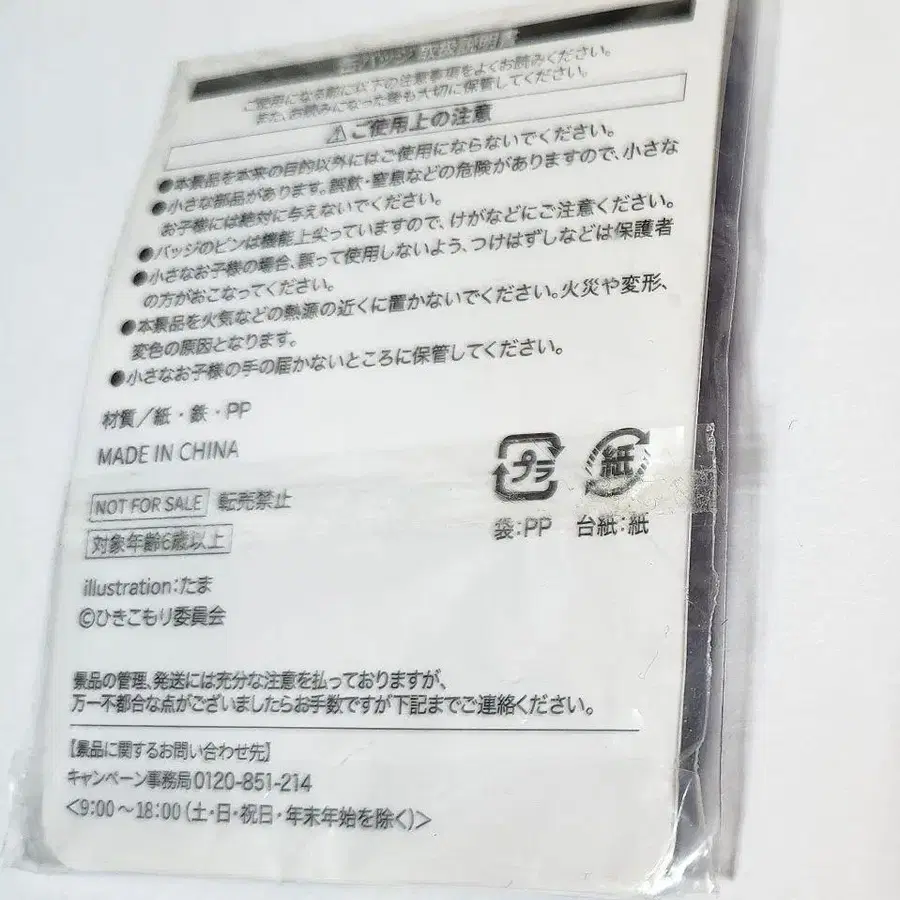 缶バッジ 取扱説明書
ご使用になる前に以下の注意事項をよくお読みください。
また、お読みになった後も大切に保管してください。
⚠ご使用上の注意
●本景品を本来の目的以外にはご使用にならないでください。
●小さな部品があります。誤飲・窒息などの危険がありますので、小さな
お子様には絶対に与えないでください。
●バッジのピンは機能上尖っていますので、けがなどにご注意ください。
●小さなお子様の場合、誤って使用しないよう、つけはずしなどは保護者
の方がおこなってください。
●本景品を火気などの熱源の近くに置かないでください。火災や変形、
変色の原因となります。
●小さなお子様の手の届かないところに保管してください。
材質/紙・鉄・PP
MADE IN CHINA
プラ 紙
NOT FOR SALE 転売禁止
袋:PP 台紙:紙
対象年齢6歳以上
illustration:たま
©ひきこもり委員会
景品の管理、発送には充分な注意を払っておりますが、
万一不都合な点がございましたらお手数ですが下記までご連絡ください。
【景品に関するお問い合わせ先】
キャンペーン事務局0120-851-214
<9:00～18:00(土・日・祝日・年末年始を除く)>